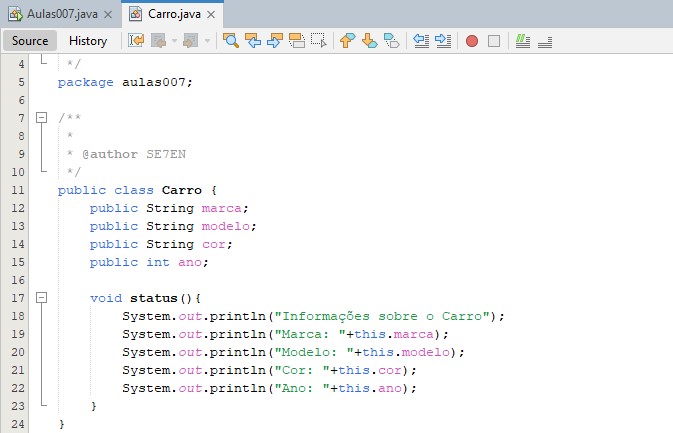 Aulas007.java × Carro.java ×
Source History
4 */
5 package aulas007;
6
7 /**
8 *
9 * @author SE7EN
10 */
11 public class Carro {
12 public String marca;
13 public String modelo;
14 public String cor;
15 public int ano;
16
17 void status(){
18 System.out.println("Informações sobre o Carro");
19 System.out.println("Marca: "+this.marca);
20 System.out.println("Modelo: "+this.modelo);
21 System.out.println("Cor: "+this.cor);
22 System.out.println("Ano: "+this.ano);
23 }
24 }